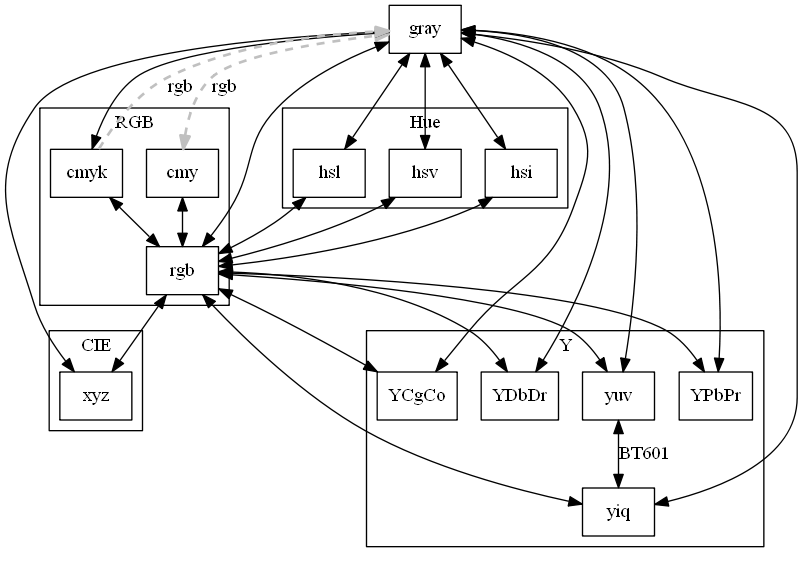 gray
rgb
rgb
RGB
Hue
cmyk
cmy
hsl
hsv
hsi
rgb
CIE
Y
xyz
YCgCo
YDbDr
yuv
YPbPr
BT601
yiq